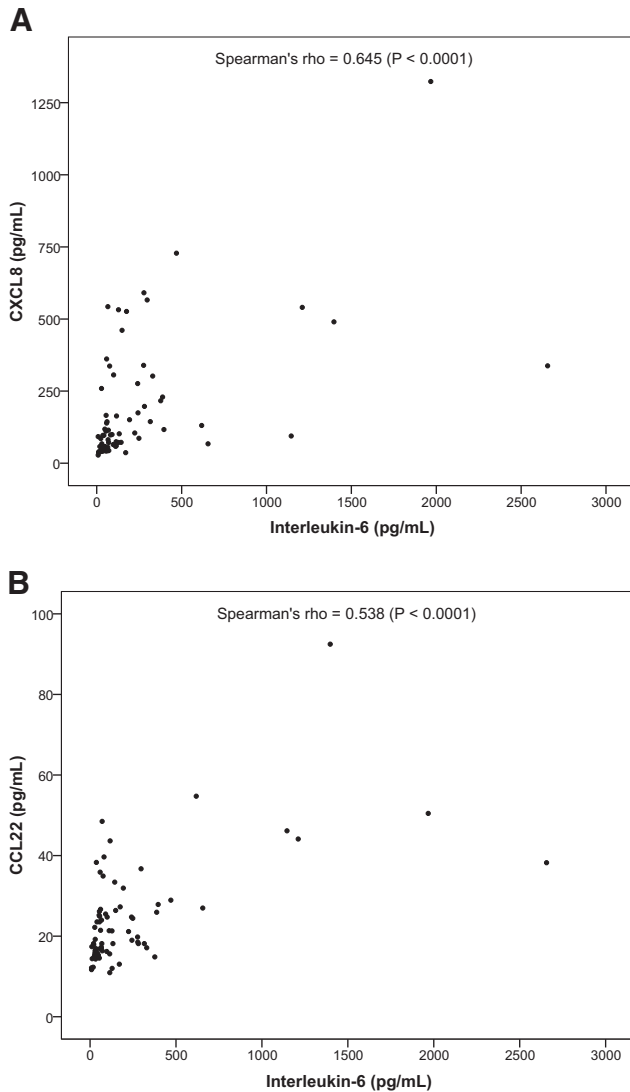 A
Spearman's rho = 0.645 (P < 0.0001)
1250
1000
750
500
250
0
CXCL8 (pg/mL)
0 500 1000 1500 2000 2500 3000
Interleukin-6 (pg/mL)
B
Spearman's rho = 0.538 (P < 0.0001)
100
80
60
40
20
0
CCL22 (pg/mL)
0 500 1000 1500 2000 2500 3000
Interleukin-6 (pg/mL)